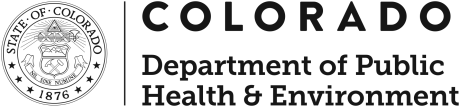 STATE · OF · COLORADO
NIL SINE NUMINE
★ 1876 ★
COLORADO
Department of Public
Health & Environment